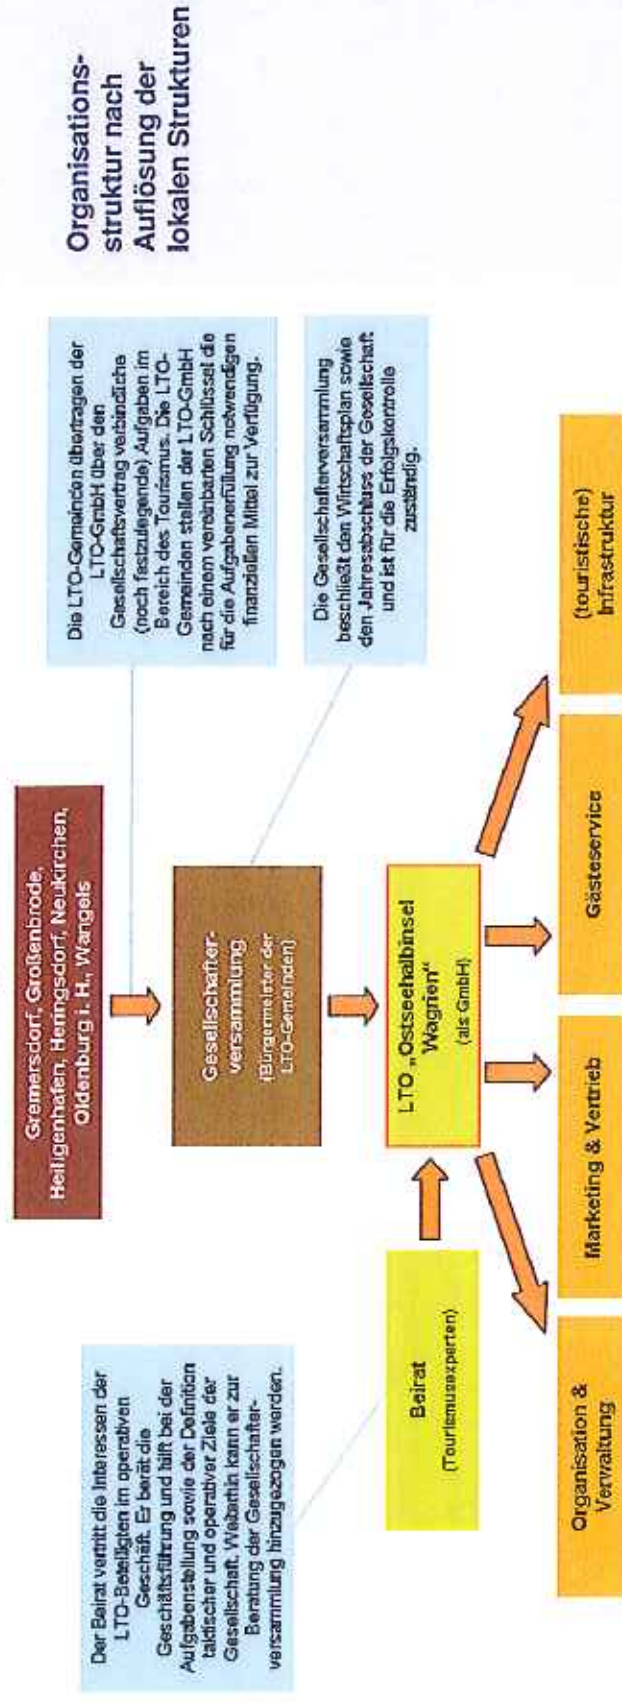 Organisations-
struktur nach
Auflösung der
lokalen Strukturen
Gremersdorf, Großenbrode,
Heiligenhafen, Heringsdorf, Neukirchen,
Oldenburg i. H., Wangels
Die LTO-Gemeinden übertragen der
LTO-GmbH über den
Gesellschaftsvertrag verbindliche
(noch festzulegende) Aufgaben im
Bereich des Tourismus. Die LTO-
Gemeinden stellen der LTO-GmbH
nach einem vereinbarten Schlüssel die
für die Aufgabenerfüllung notwendigen
finanziellen Mittel zur Verfügung.
Gesellschafter-
versammlung
(Bürgermeister der
LTO-Gemeinden)
Die Gesellschafterversammlung
beschließt den Wirtschaftsplan sowie
den Jahresabschluss der Gesellschaft
und ist für die Erfolgskontrolle
zuständig.
Der Beirat vertritt die Interessen der
LTO-Beteiligten im operativen
Geschäft. Er berät die
Geschäftsführung und hilft bei der
Aufgabenstellung sowie der Definition
taktischer und operativer Ziele der
Gesellschaft. Weiterhin kann er zur
Beratung der Gesellschafter-
versammlung hinzugezogen werden.
Beirat
(Tourismusexperten)
LTO „Ostseehalbinsel
Wagrien“
(als GmbH)
Organisation &
Verwaltung
Marketing & Vertrieb
Gästeservice
(touristische)
Infrastruktur